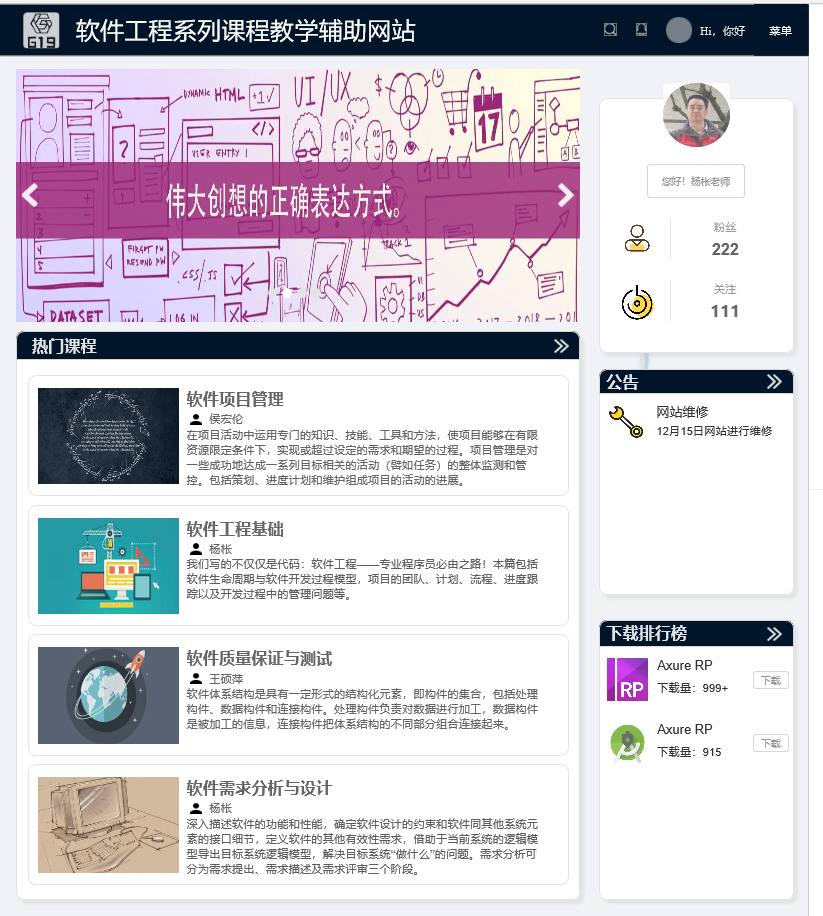 G19
软件工程系列课程教学辅助网站
Hi，你好
菜单
DYNAMIC HTML
+1√
UI/UX
$
</>
17
?
VIEW ENTRY 1
伟大创想的正确表达方式。
FORGOT PW
RESEND PW
.CSS/.JS
TRACK 1
DATASET
LOG IN
2017 - 2018
您好！杨枨老师
粉丝
222
关注
111
热门课程
软件项目管理
侯宏伦
在项目活动中运用专门的知识、技能、工具和方法，使项目能够在有限
资源限定条件下，实现或超过设定的需求和期望的过程。项目管理是对
一些成功地达成一系列目标相关的活动（譬如任务）的整体监测和管
控。包括策划、进度计划和维护组成项目的活动的进展。
软件工程基础
杨枨
我们写的不仅仅是代码：软件工程——专业程序员必由之路！本篇包括
软件生命周期与软件开发过程模型，项目的团队、计划、流程、进度跟
踪以及开发过程中的管理问题等。
软件质量保证与测试
王硕苹
软件体系结构是具有一定形式的结构化元素，即构件的集合，包括处理
构件、数据构件和连接构件。处理构件负责对数据进行加工，数据构件
是被加工的信息，连接构件把体系结构的不同部分组合连接起来。
软件需求分析与设计
杨枨
深入描述软件的功能和性能，确定软件设计的约束和软件同其他系统元
素的接口细节，定义软件的其他有效性需求，借助于当前系统的逻辑模
型导出目标系统逻辑模型，解决目标系统“做什么”的问题。需求分析可
分为需求提出、需求描述及需求评审三个阶段。
公告
网站维修
12月15日网站进行维修
下载排行榜
RP
Axure RP
下载量：999+
下载
Axure RP
下载量：915
下载